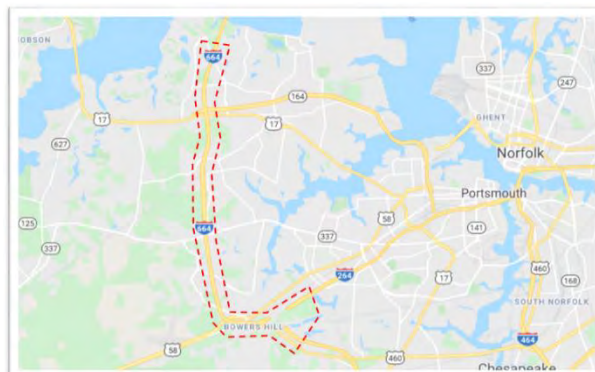 OBSON
664
337
247
164
17
17
GHENT
627
Norfolk
Portsmouth
58
125
664
337
141
337
264
17
460
168
SOUTH NORFOLK
BOWERS HILL
58
460
464
Chesapeake